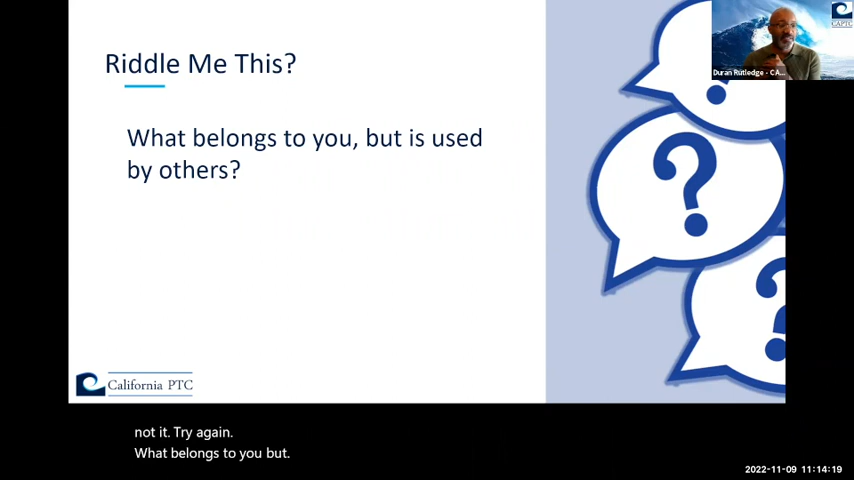 Riddle Me This?
What belongs to you, but is used
by others?
?
?
?
California PTC
Duran Rutledge - CA...
CAPTC
not it. Try again.
What belongs to you but.
2022-11-09 11:14:19